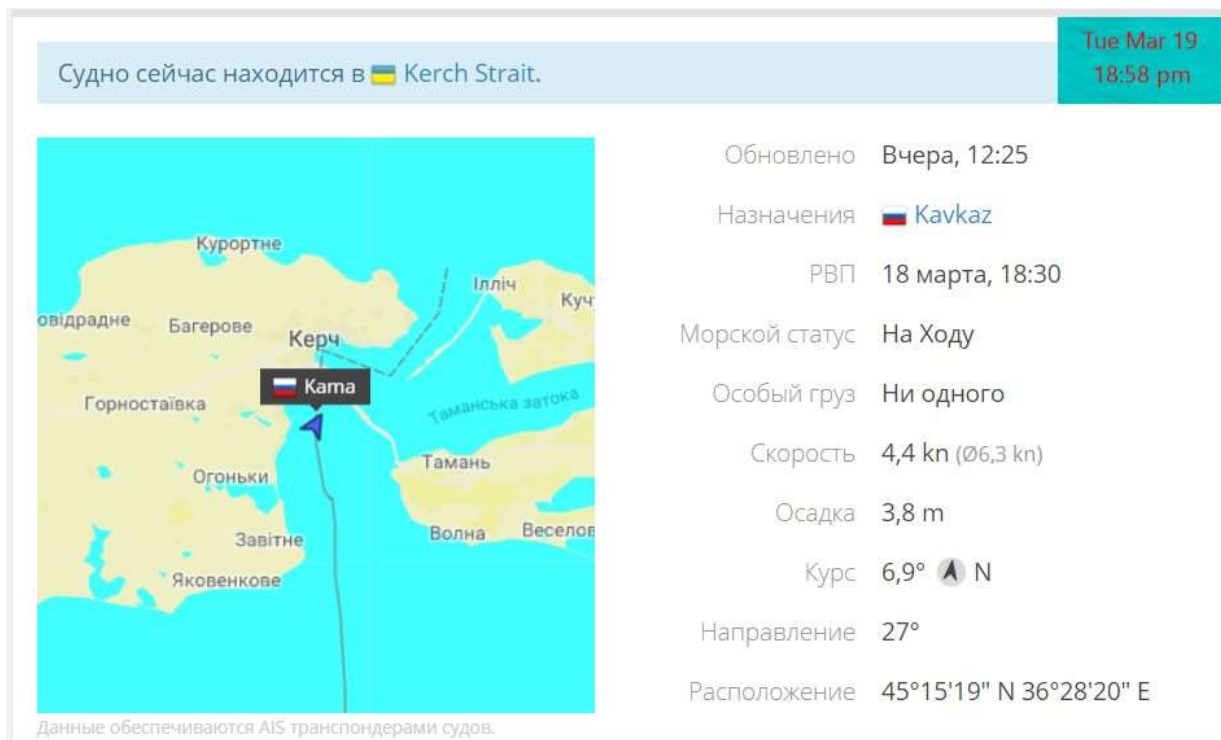 Судно сейчас находится в Kerch Strait.
Tue Mar 19
18:58 pm
Курортне
Ілліч
Куч
овідрадне
Багерове
Керч
Kama
Горностаївка
Таманська затока
Тамань
Огоньки
Завітне
Волна
Веселов
Яковенкове
Данные обеспечиваются AIS транспондерами судов.
Обновлено Вчера, 12:25
Назначения Kavkaz
РВП 18 марта, 18:30
Морской статус На Ходу
Особый груз Ни одного
Скорость 4,4 kn (Ø6,3 kn)
Осадка 3,8 m
Курс 6,9° N
Направление 27°
Расположение 45°15'19" N 36°28'20" E